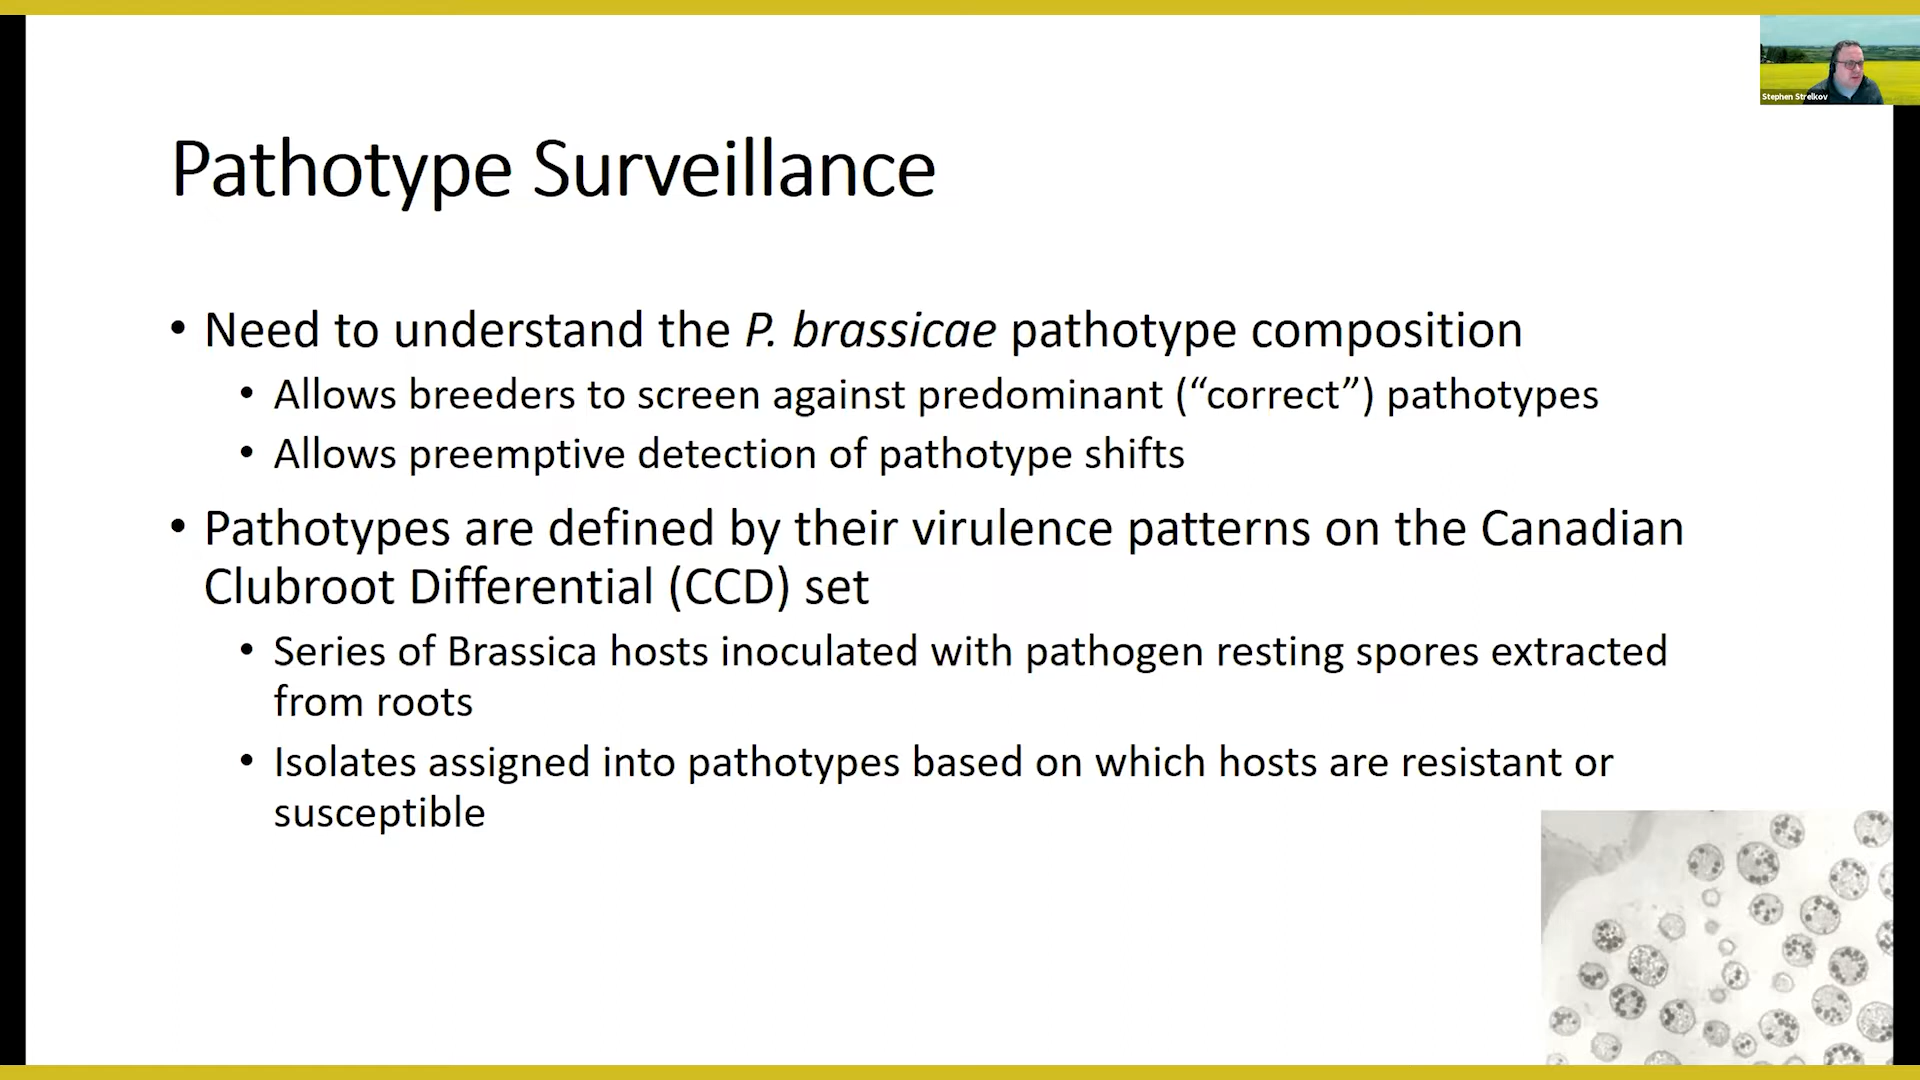 Stephen Strelkov
Pathotype Surveillance
• Need to understand the P. brassicae pathotype composition
• Allows breeders to screen against predominant (“correct”) pathotypes
• Allows preemptive detection of pathotype shifts
• Pathotypes are defined by their virulence patterns on the Canadian
Clubroot Differential (CCD) set
• Series of Brassica hosts inoculated with pathogen resting spores extracted
from roots
• Isolates assigned into pathotypes based on which hosts are resistant or
susceptible